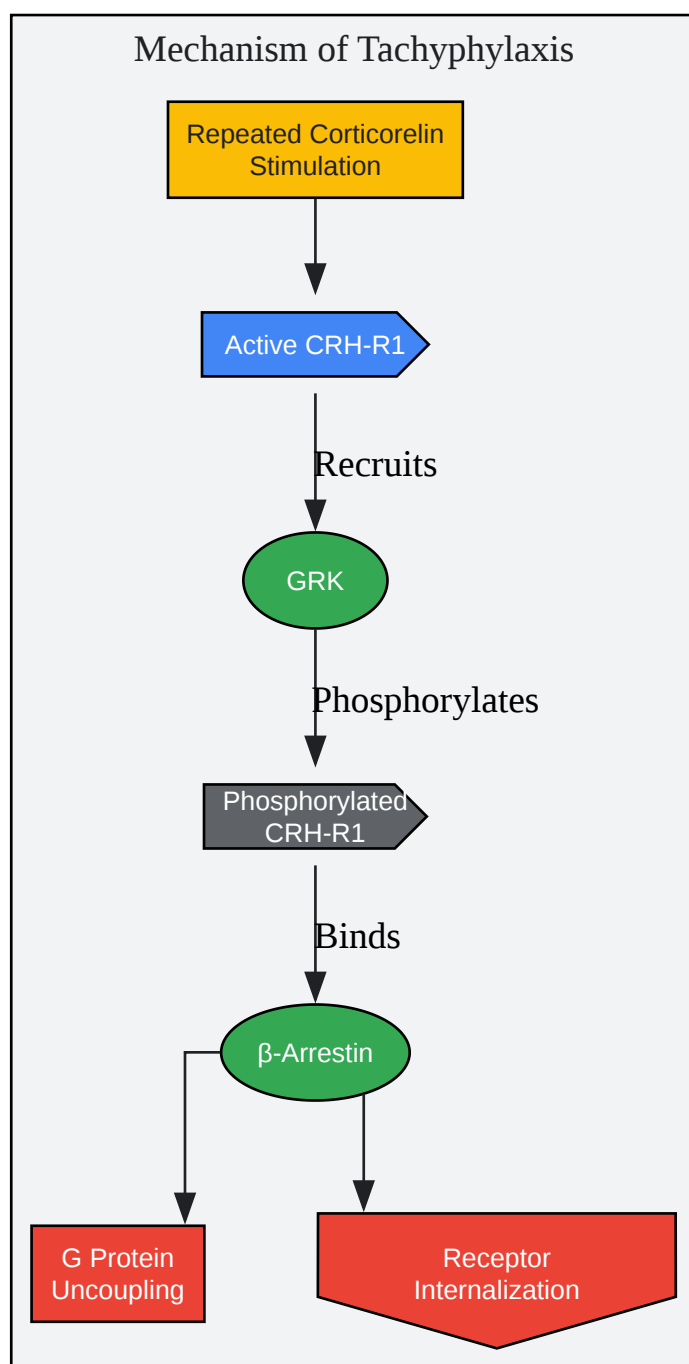 Mechanism of Tachyphylaxis
Repeated Corticorelin
Stimulation
Active CRH-R1
Recruits
GRK
Phosphorylates
Phosphorylated
CRH-R1
Binds
β-Arrestin
G Protein
Uncoupling
Receptor
Internalization